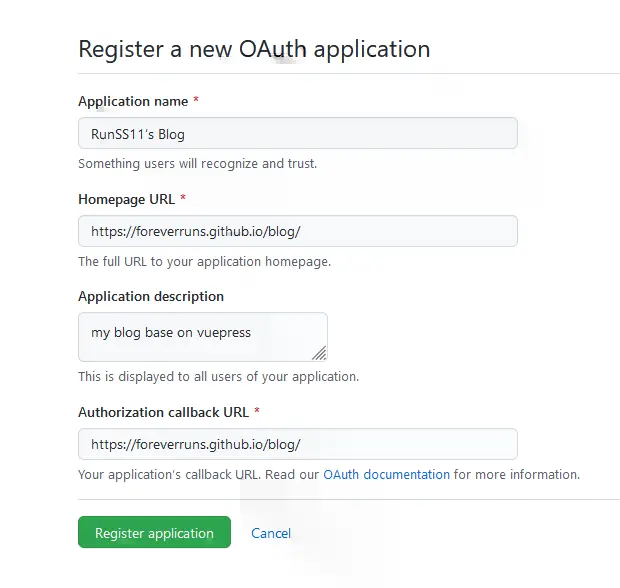 Register a new OAuth application
Application name *
RunSS11's Blog
Something users will recognize and trust.
Homepage URL *
https://foreverruns.github.io/blog/
The full URL to your application homepage.
Application description
my blog base on vuepress
This is displayed to all users of your application.
Authorization callback URL *
https://foreverruns.github.io/blog/
Your application's callback URL. Read our OAuth documentation for more information.
Register application Cancel